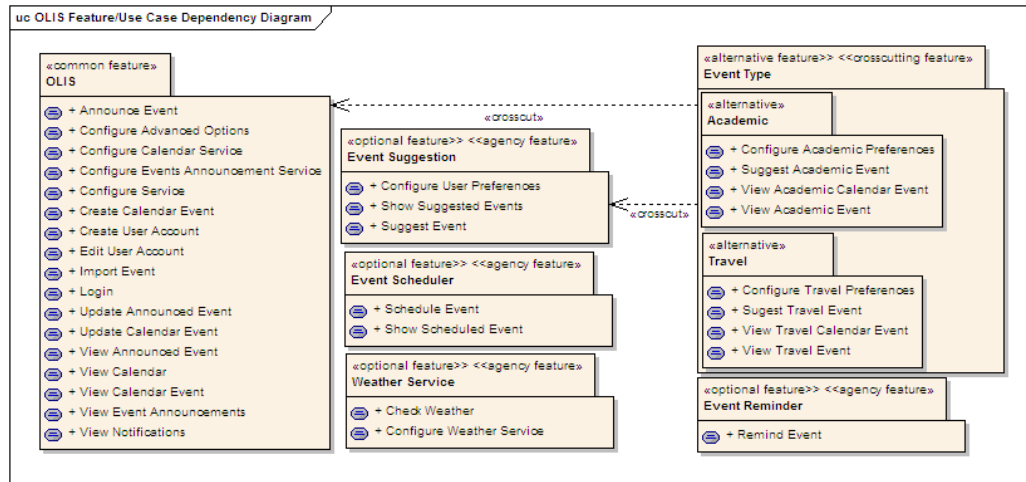 uc OLIS Feature/Use Case Dependency Diagram
«common feature»
OLIS
+ Announce Event
+ Configure Advanced Options
+ Configure Calendar Service
+ Configure Events Announcement Service
+ Configure Service
+ Create Calendar Event
+ Create User Account
+ Edit User Account
+ Import Event
+ Login
+ Update Announced Event
+ Update Calendar Event
+ View Announced Event
+ View Calendar
+ View Calendar Event
+ View Event Announcements
+ View Notifications
«crosscut»
«optional feature>> <<agency feature»
Event Suggestion
+ Configure User Preferences
+ Show Suggested Events
+ Suggest Event
«crosscut»
«optional feature>> <<agency feature»
Event Scheduler
+ Schedule Event
+ Show Scheduled Event
«optional feature>> <<agency feature»
Weather Service
+ Check Weather
+ Configure Weather Service
«alternative feature>> <<crosscutting feature»
Event Type
«alternative»
Academic
+ Configure Academic Preferences
+ Suggest Academic Event
+ View Academic Calendar Event
+ View Academic Event
«alternative»
Travel
+ Configure Travel Preferences
+ Sugest Travel Event
+ View Travel Calendar Event
+ View Travel Event
«optional feature>> <<agency feature»
Event Reminder
+ Remind Event